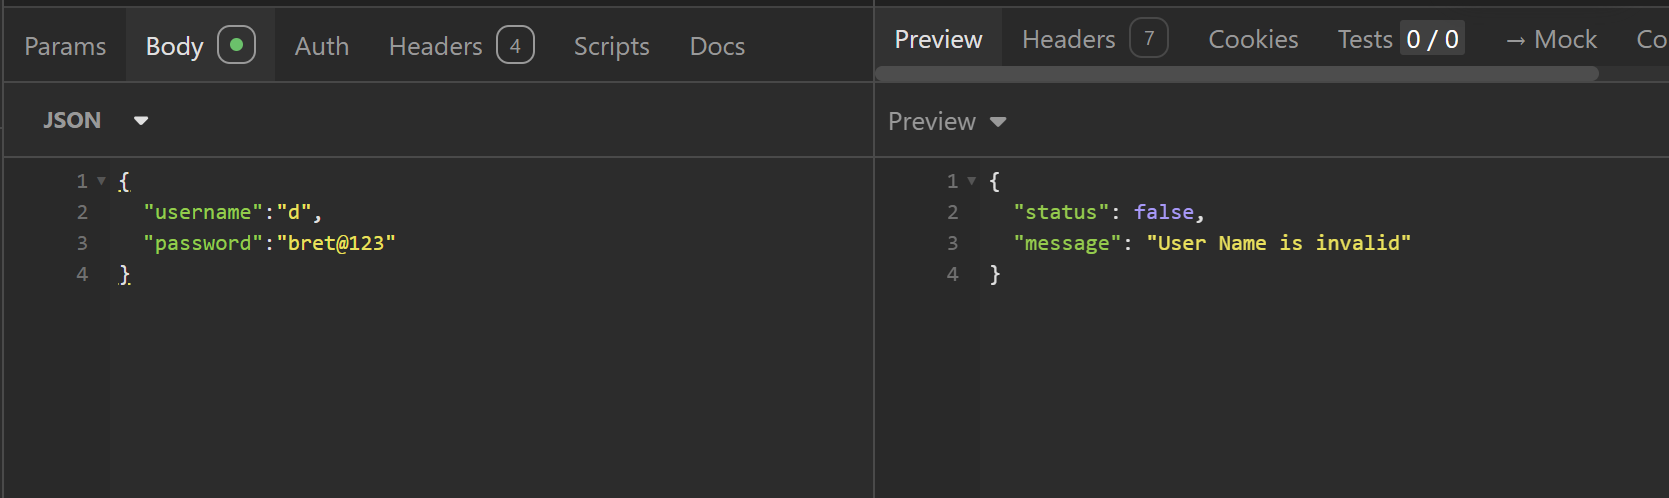 Params Body Auth Headers 4 Scripts Docs
JSON
1 {
2 "username":"d",
3 "password":"bret@123"
4 }
Preview Headers 7 Cookies Tests 0 / 0 → Mock Co
Preview
1 {
2 "status": false,
3 "message": "User Name is invalid"
4 }